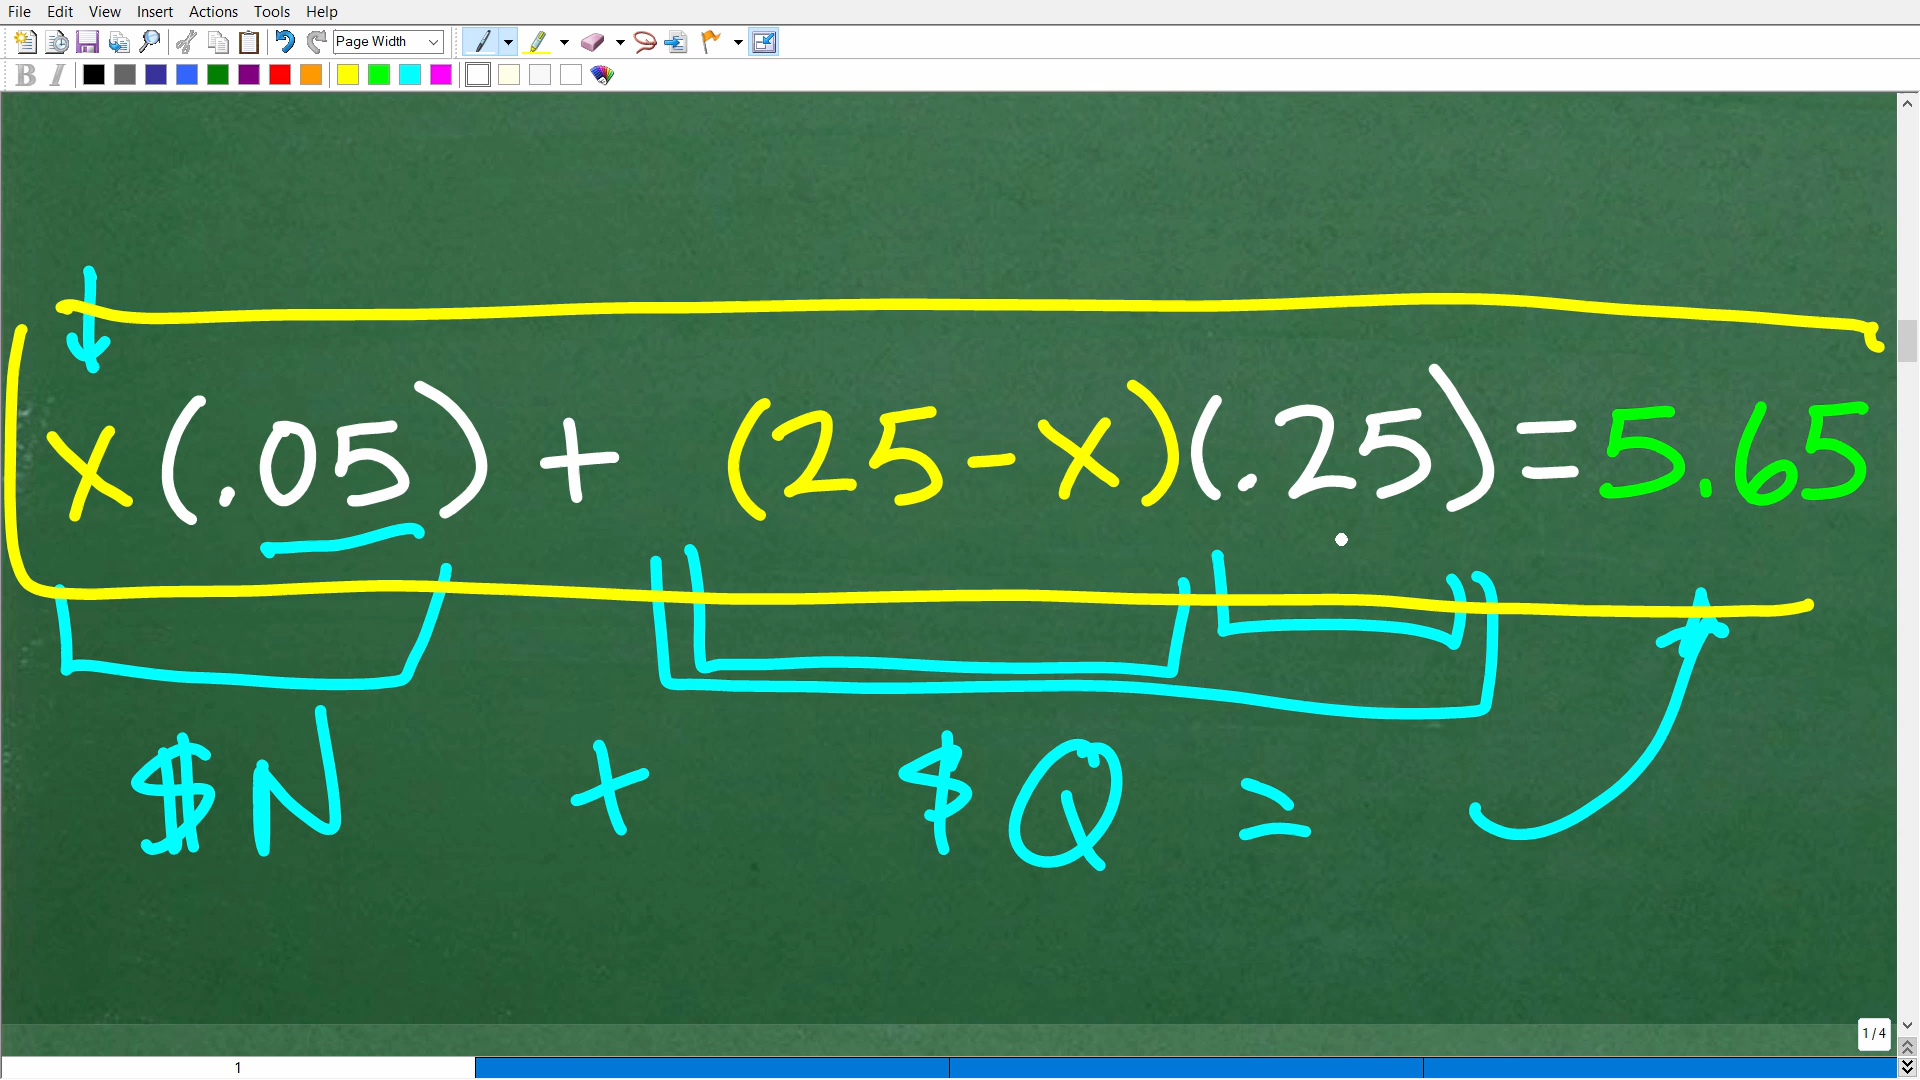 File Edit View Insert Actions Tools Help
Page Width
B I
x(.05) + (25-x)(.25)=5.65
$N + $Q =
1 / 4
1